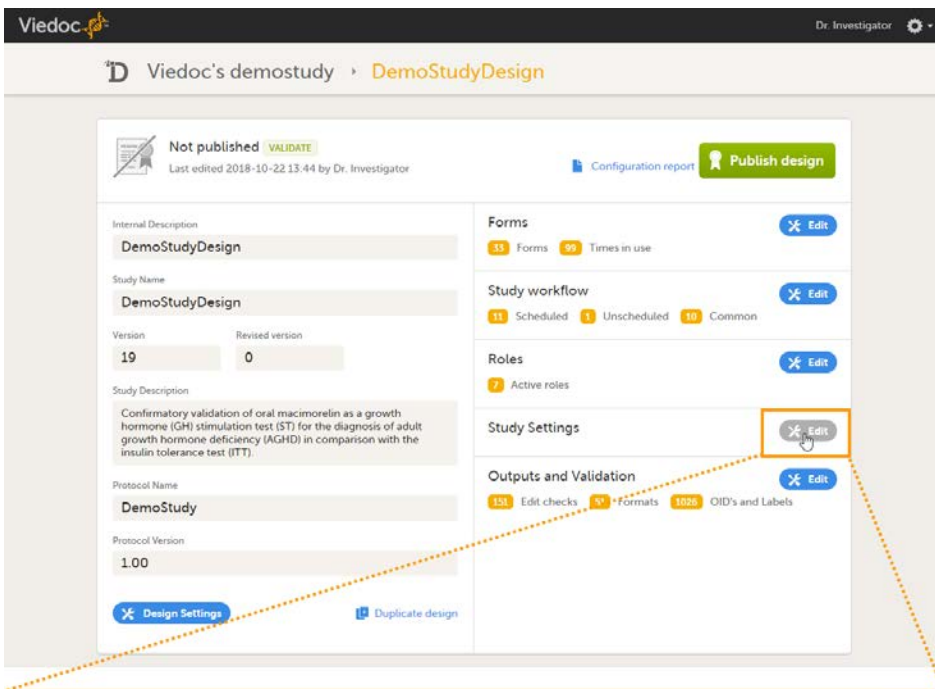 Viedoc
Dr. Investigator
Viedoc's demostudy › DemoStudyDesign
Not published VALIDATE
Last edited 2018-10-22 13:44 by Dr. Investigator
Configuration report
Publish design
Internal Description
DemoStudyDesign
Study Name
DemoStudyDesign
Version Revised version
19 0
Study Description
Confirmatory validation of oral macimorelin as a growth
hormone (GH) stimulation test (ST) for the diagnosis of adult
growth hormone deficiency (AGHD) in comparison with the
insulin tolerance test (ITT).
Protocol Name
DemoStudy
Protocol Version
1.00
Design Settings
Duplicate design
Forms
Edit
33 Forms 99 Times in use
Study workflow
Edit
11 Scheduled 1 Unscheduled 10 Common
Roles
Edit
7 Active roles
Study Settings
Edit
Outputs and Validation
Edit
151 Edit checks Formats 1026 OID's and Labels